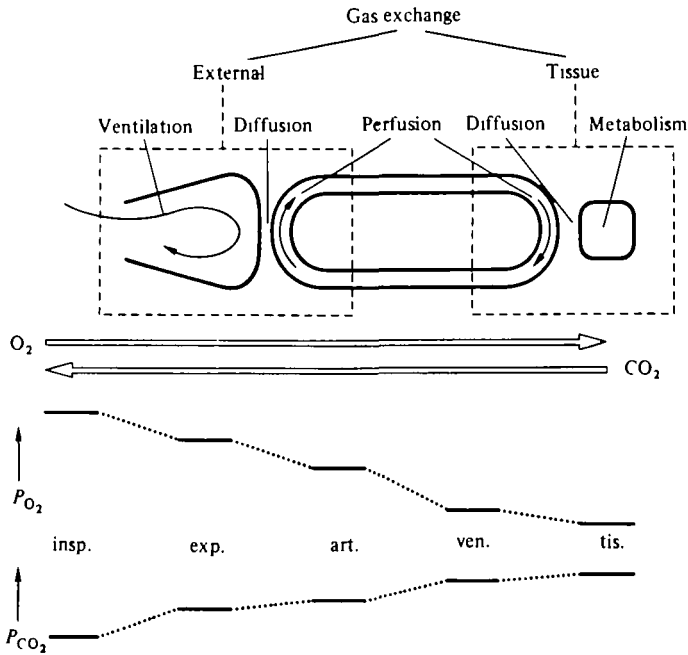 Gas exchange
External Tissue
Ventilation Diffusion Perfusion Diffusion Metabolism
O₂
CO₂
P_O₂
insp. exp. art. ven. tis.
P_CO₂